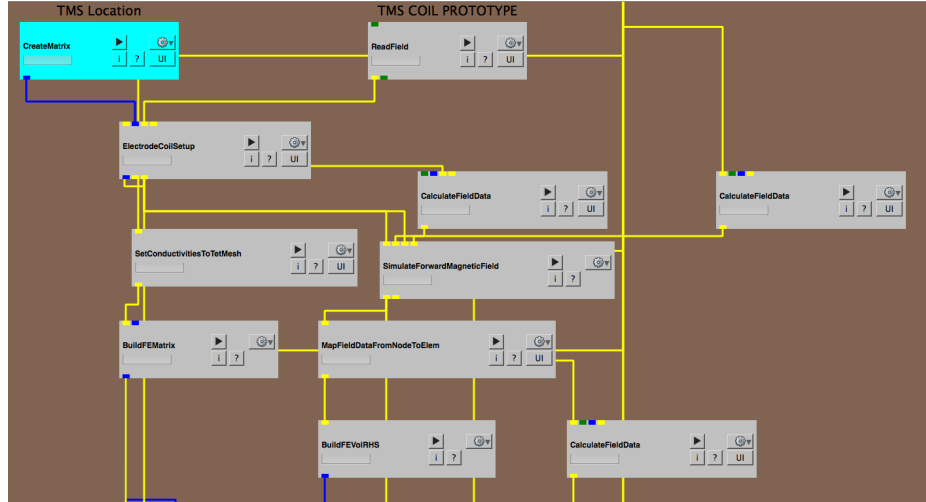 TMS Location
TMS COIL PROTOTYPE
CreateMatrix
i ? UI
ReadField
i ? UI
ElectrodeCoilSetup
i ? UI
CalculateFieldData
i ? UI
CalculateFieldData
i ? UI
SetConductivitiesToTetMesh
i ? UI
SimulateForwardMagneticField
i ?
BuildFEMatrix
i ?
MapFieldDataFromNodeToElem
i ? UI
BuildFEVolRHS
i ?
CalculateFieldData
i ? UI